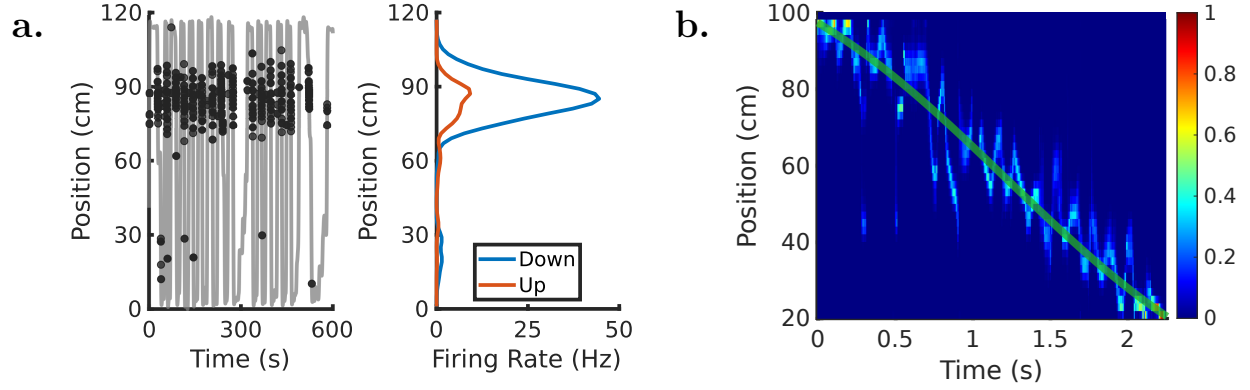 a.
120
90
60
30
0
Position (cm)
0 300 600
Time (s)
120
90
60
30
0
Position (cm)
Down
Up
0 25 50
Firing Rate (Hz)
b.
100
80
60
40
20
Position (cm)
0 0.5 1 1.5 2
Time (s)
1
0.8
0.6
0.4
0.2
0